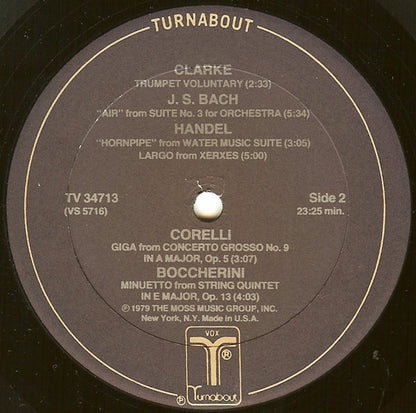 TURNABOUT
CLARKE
TRUMPET VOLUNTARY (2:33)
J. S. BACH
"AIR" from SUITE No. 3 for ORCHESTRA (5:34)
HANDEL
"HORNPIPE" from WATER MUSIC SUITE (3:05)
LARGO from XERXES (5:00)
TV 34713
(VS 5716)
Side 2
23:25 min.
CORELLI
GIGA from CONCERTO GROSSO No. 9
IN A MAJOR, Op. 5 (3:07)
BOCCHERINI
MINUETTO from STRING QUINTET
IN E MAJOR, Op. 13 (4:03)
℗ 1979 THE MOSS MUSIC GROUP, INC.
New York, N.Y. Made in U.S.A.
VOX
T ®
℗ Turnabout